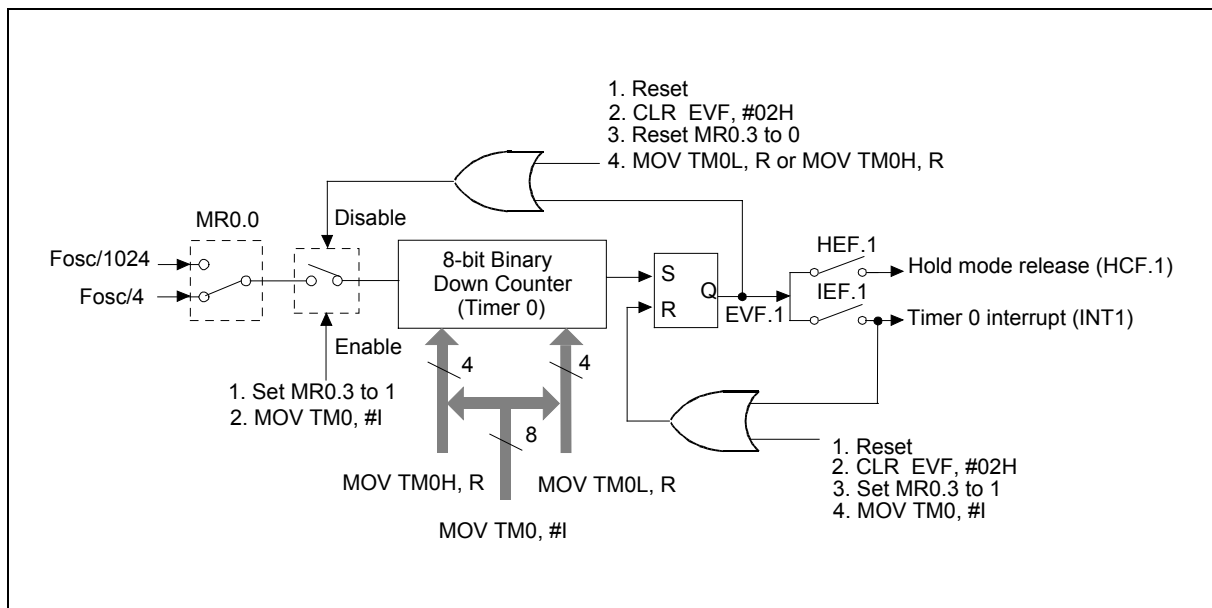 1. Reset
2. CLR EVF, #02H
3. Reset MR0.3 to 0
4. MOV TM0L, R or MOV TM0H, R
MR0.0
Disable
Fosc/1024
Fosc/4
8-bit Binary
Down Counter
(Timer 0)
S
R
Q
EVF.1
HEF.1
Hold mode release (HCF.1)
IEF.1
Timer 0 interrupt (INT1)
Enable
1. Set MR0.3 to 1
2. MOV TM0, #I
4
4
8
MOV TM0H, R
MOV TM0L, R
MOV TM0, #I
1. Reset
2. CLR EVF, #02H
3. Set MR0.3 to 1
4. MOV TM0, #I